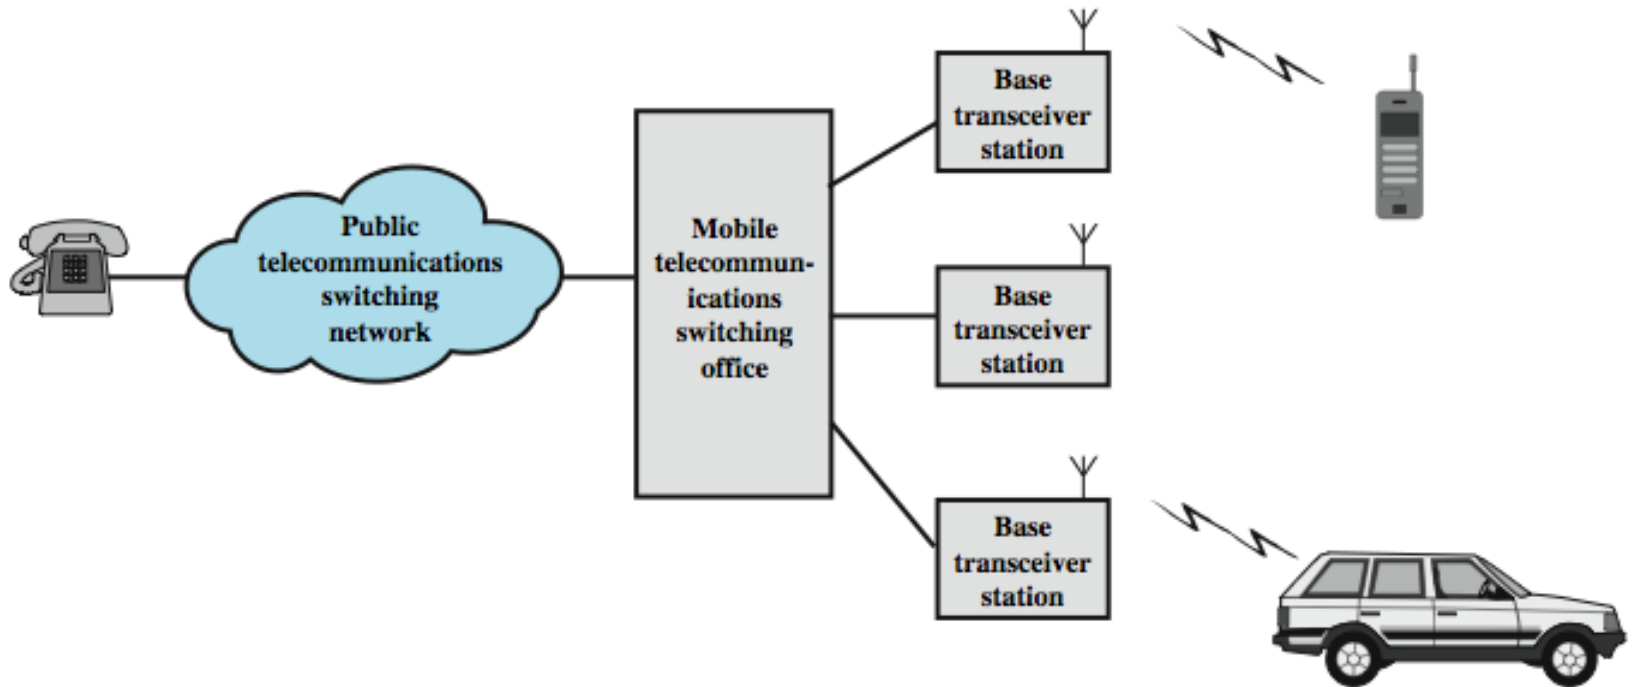 Public
telecommunications
switching
network
Mobile
telecommun-
ications
switching
office
Base
transceiver
station
Base
transceiver
station
Base
transceiver
station